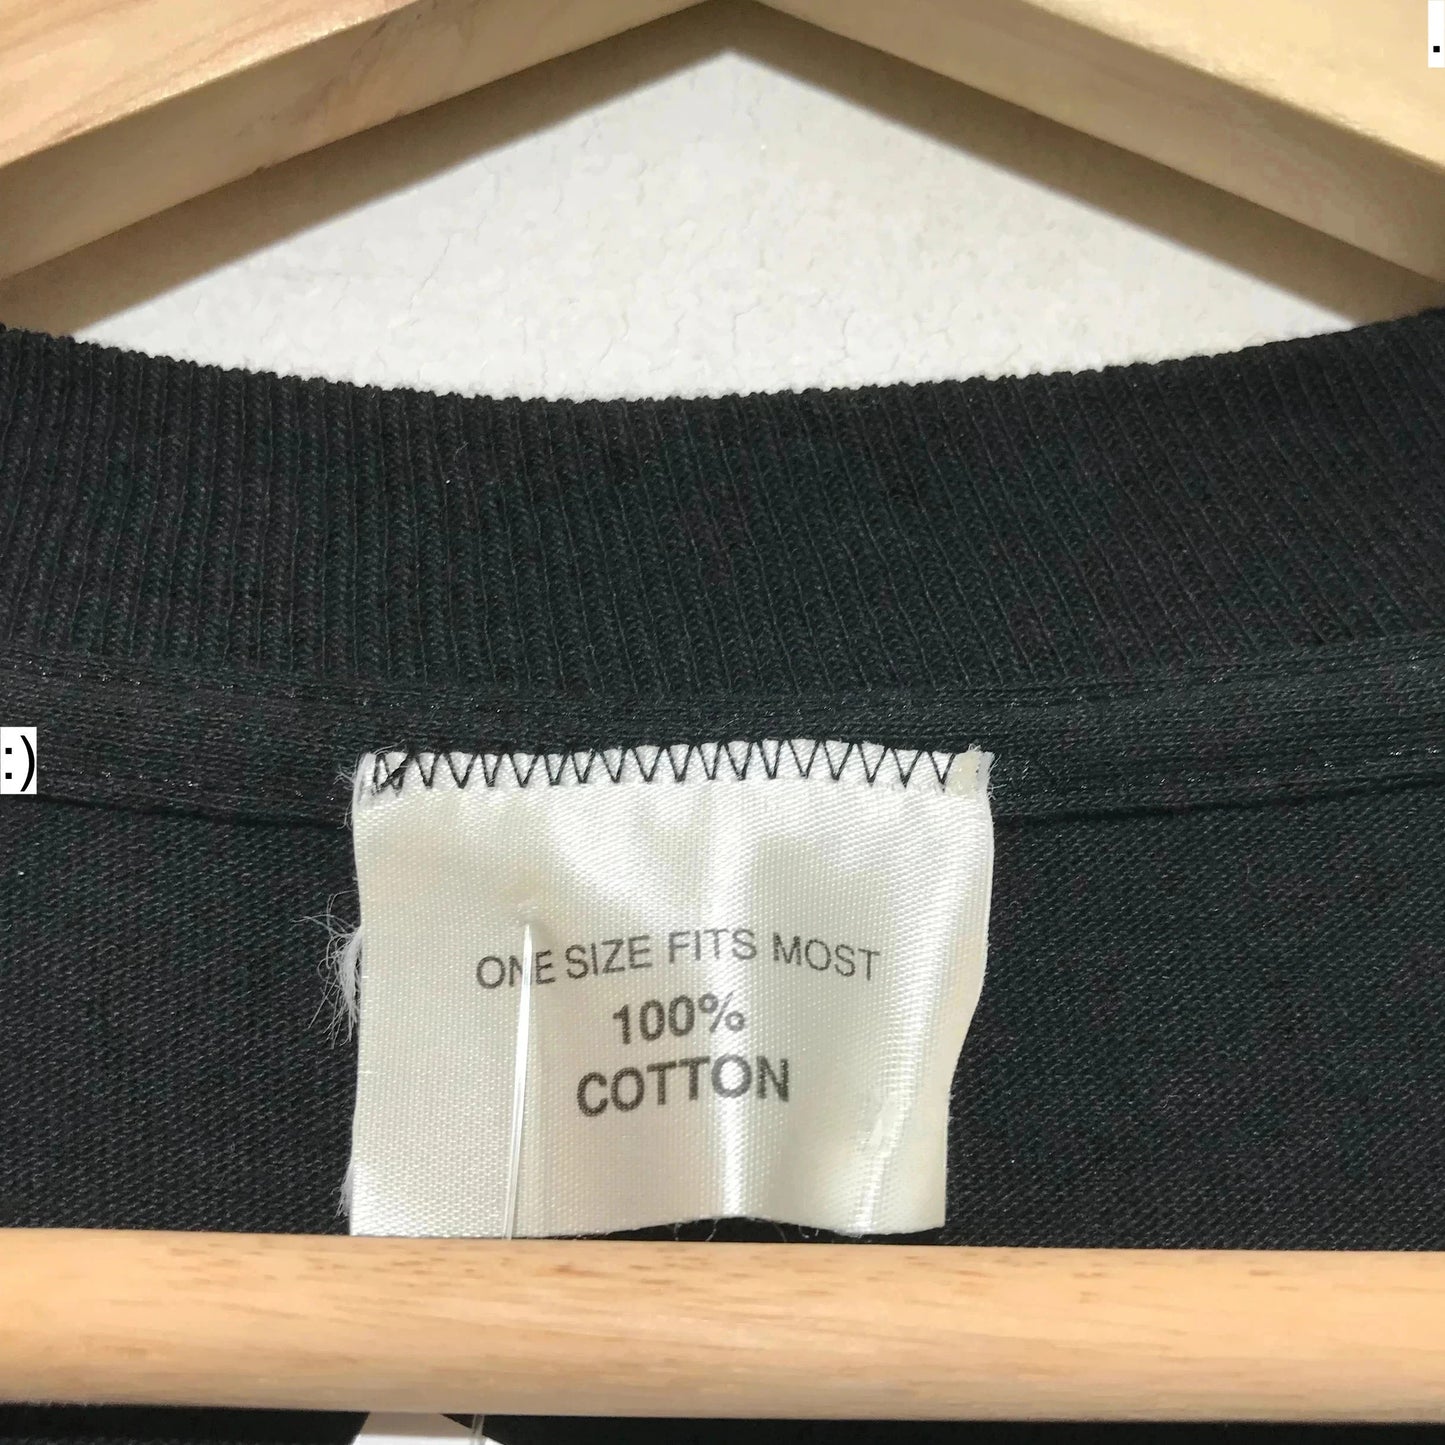 .
:)
ONE SIZE FITS MOST
100%
COTTON